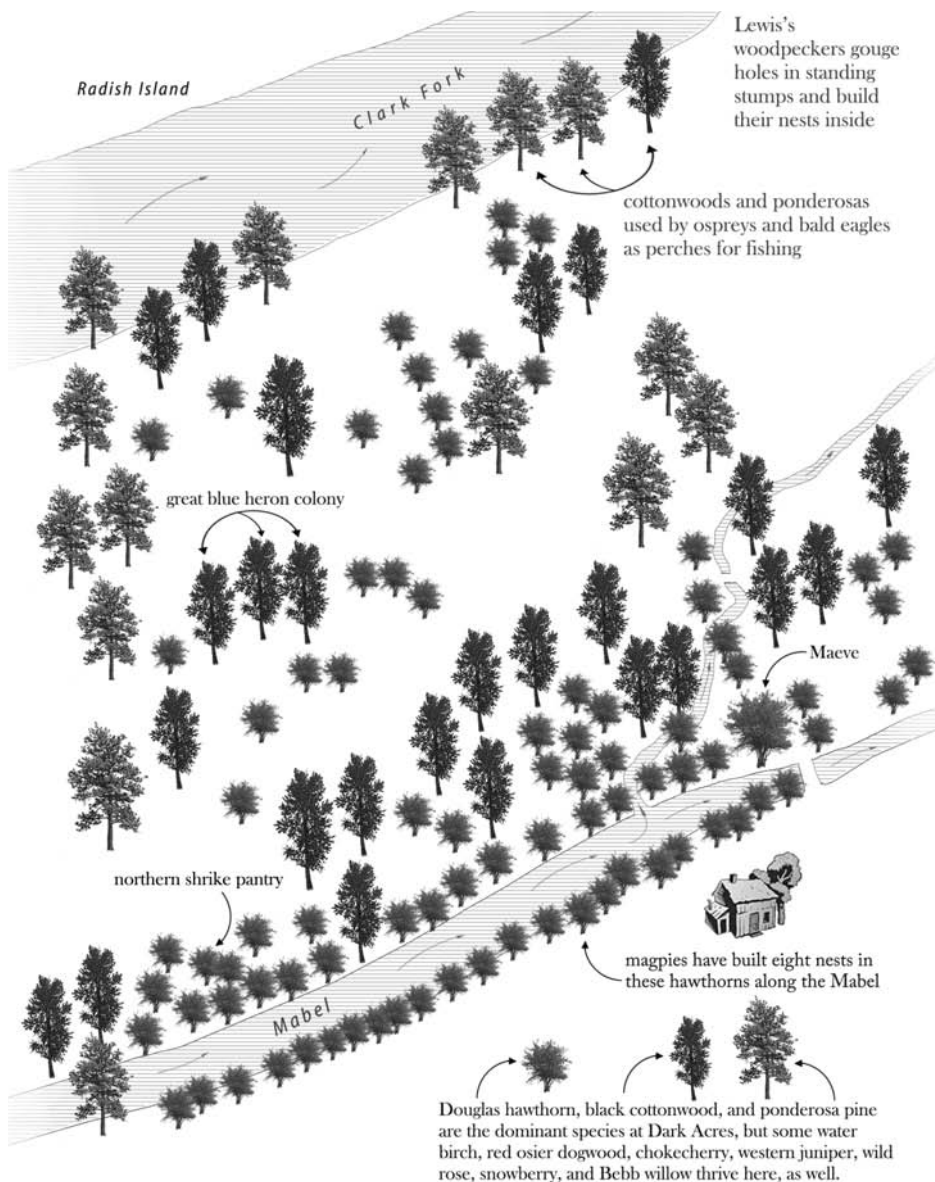 Lewis's
woodpeckers gouge
holes in standing
stumps and build
their nests inside
Radish Island
Clark Fork
cottonwoods and ponderosas
used by ospreys and bald eagles
as perches for fishing
great blue heron colony
Maeve
northern shrike pantry
magpies have built eight nests in
these hawthorns along the Mabel
Mabel
Douglas hawthorn, black cottonwood, and ponderosa pine
are the dominant species at Dark Acres, but some water
birch, red osier dogwood, chokecherry, western juniper, wild
rose, snowberry, and Bebb willow thrive here, as well.